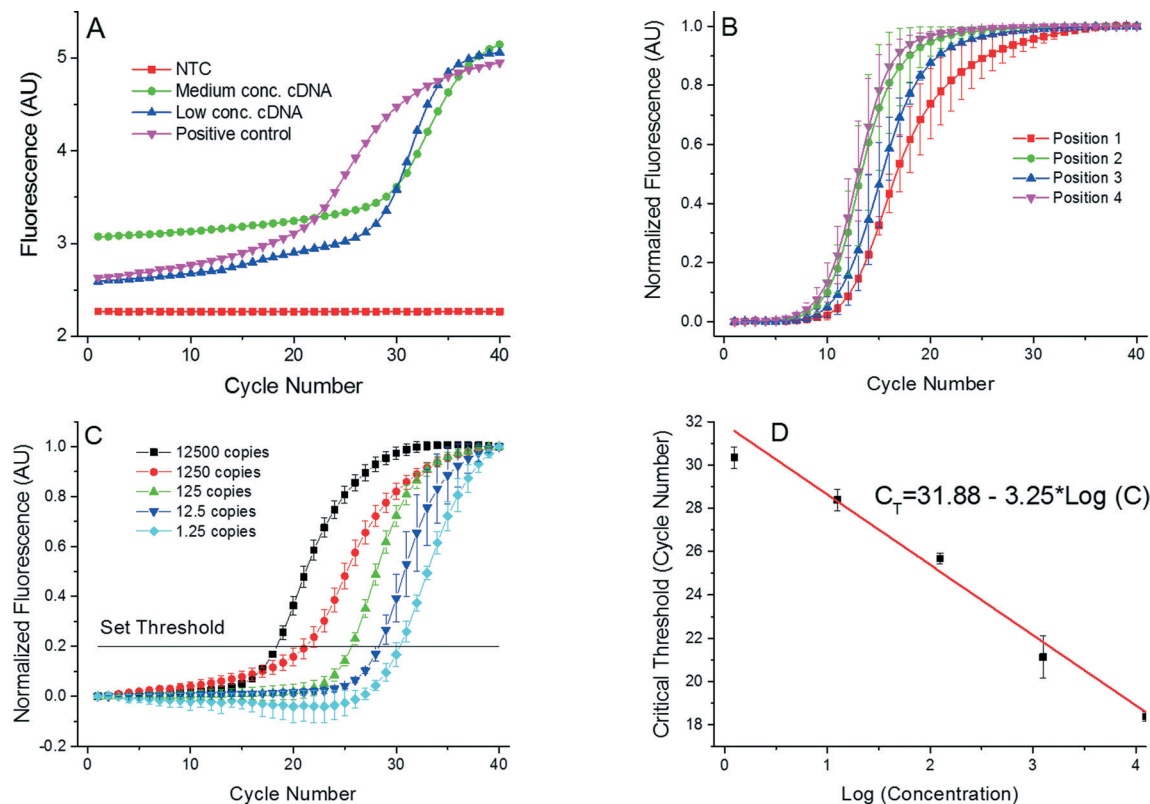 A
5
4
3
2
Fluorescence (AU)
NTC
Medium conc. cDNA
Low conc. cDNA
Positive control
0 10 20 30 40
Cycle Number
B
1.0
0.8
0.6
0.4
0.2
0.0
Normalized Fluorescence (AU)
Position 1
Position 2
Position 3
Position 4
0 10 20 30 40
Cycle Number
C
1.0
0.8
0.6
0.4
0.2
0.0
-0.2
Normalized Fluorescence (AU)
12500 copies
1250 copies
125 copies
12.5 copies
1.25 copies
Set Threshold
0 10 20 30 40
Cycle Number
D
32
30
28
26
24
22
20
18
Critical Threshold (Cycle Number)
C_T=31.88 - 3.25*Log (C)
0 1 2 3 4
Log (Concentration)